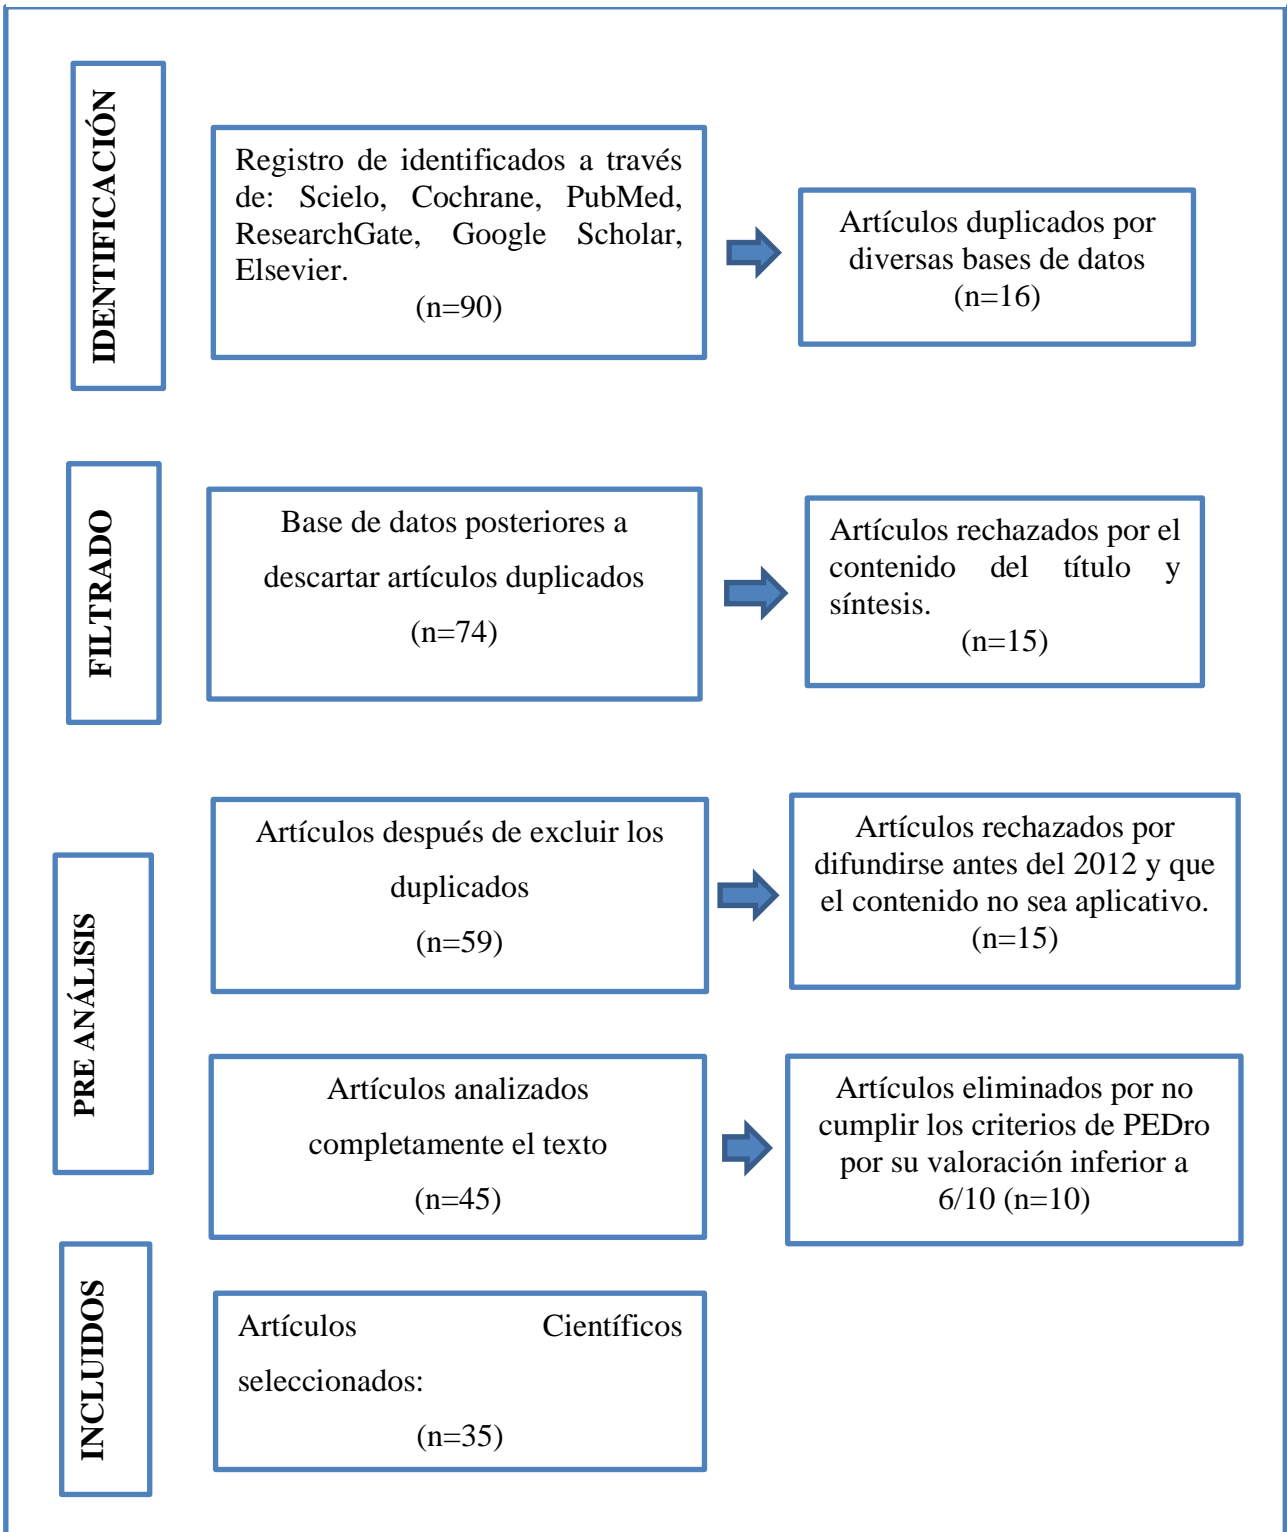 IDENTIFICACIÓN
Registro de identificados a través
de: Scielo, Cochrane, PubMed,
ResearchGate, Google Scholar,
Elsevier.
(n=90)
Artículos duplicados por
diversas bases de datos
(n=16)
FILTRADO
Base de datos posteriores a
descartar artículos duplicados
(n=74)
Artículos rechazados por el
contenido del título y
síntesis.
(n=15)
PRE ANÁLISIS
Artículos después de excluir los
duplicados
(n=59)
Artículos rechazados por
difundirse antes del 2012 y que
el contenido no sea aplicativo.
(n=15)
Artículos analizados
completamente el texto
(n=45)
Artículos eliminados por no
cumplir los criterios de PEDro
por su valoración inferior a
6/10 (n=10)
INCLUIDOS
Artículos Científicos
seleccionados:
(n=35)